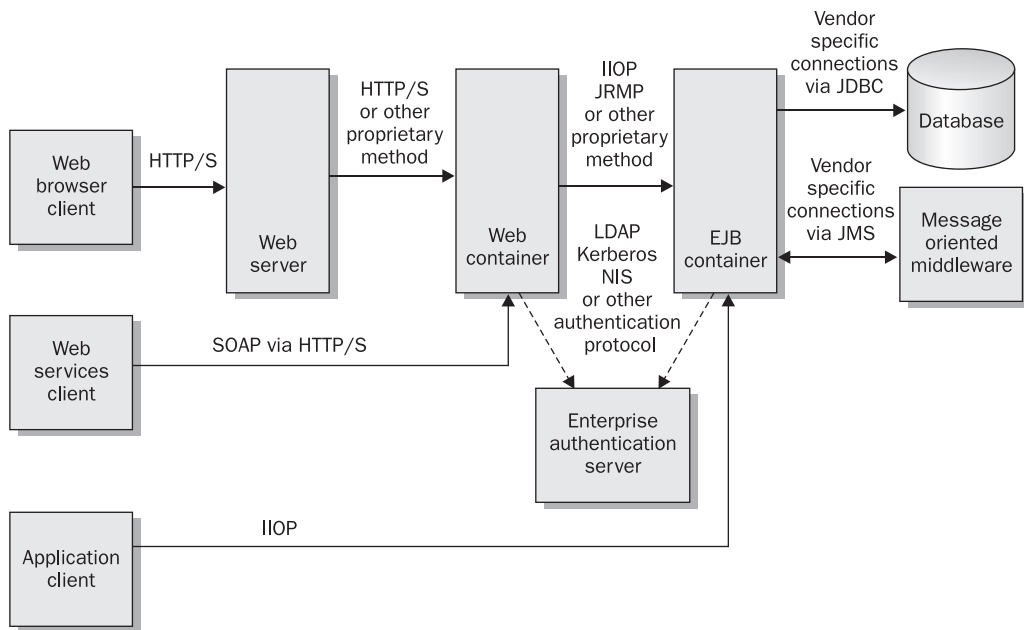 Vendor
specific
connections
via JDBC
HTTP/S
or other
proprietary
method
IIOP
JRMP
or other
proprietary
method
Database
Web
browser
client
HTTP/S
Web
server
Web
container
EJB
container
Vendor
specific
connections
via JMS
Message
oriented
middleware
LDAP
Kerberos
NIS
or other
authentication
protocol
Web
services
client
SOAP via HTTP/S
Enterprise
authentication
server
Application
client
IIOP